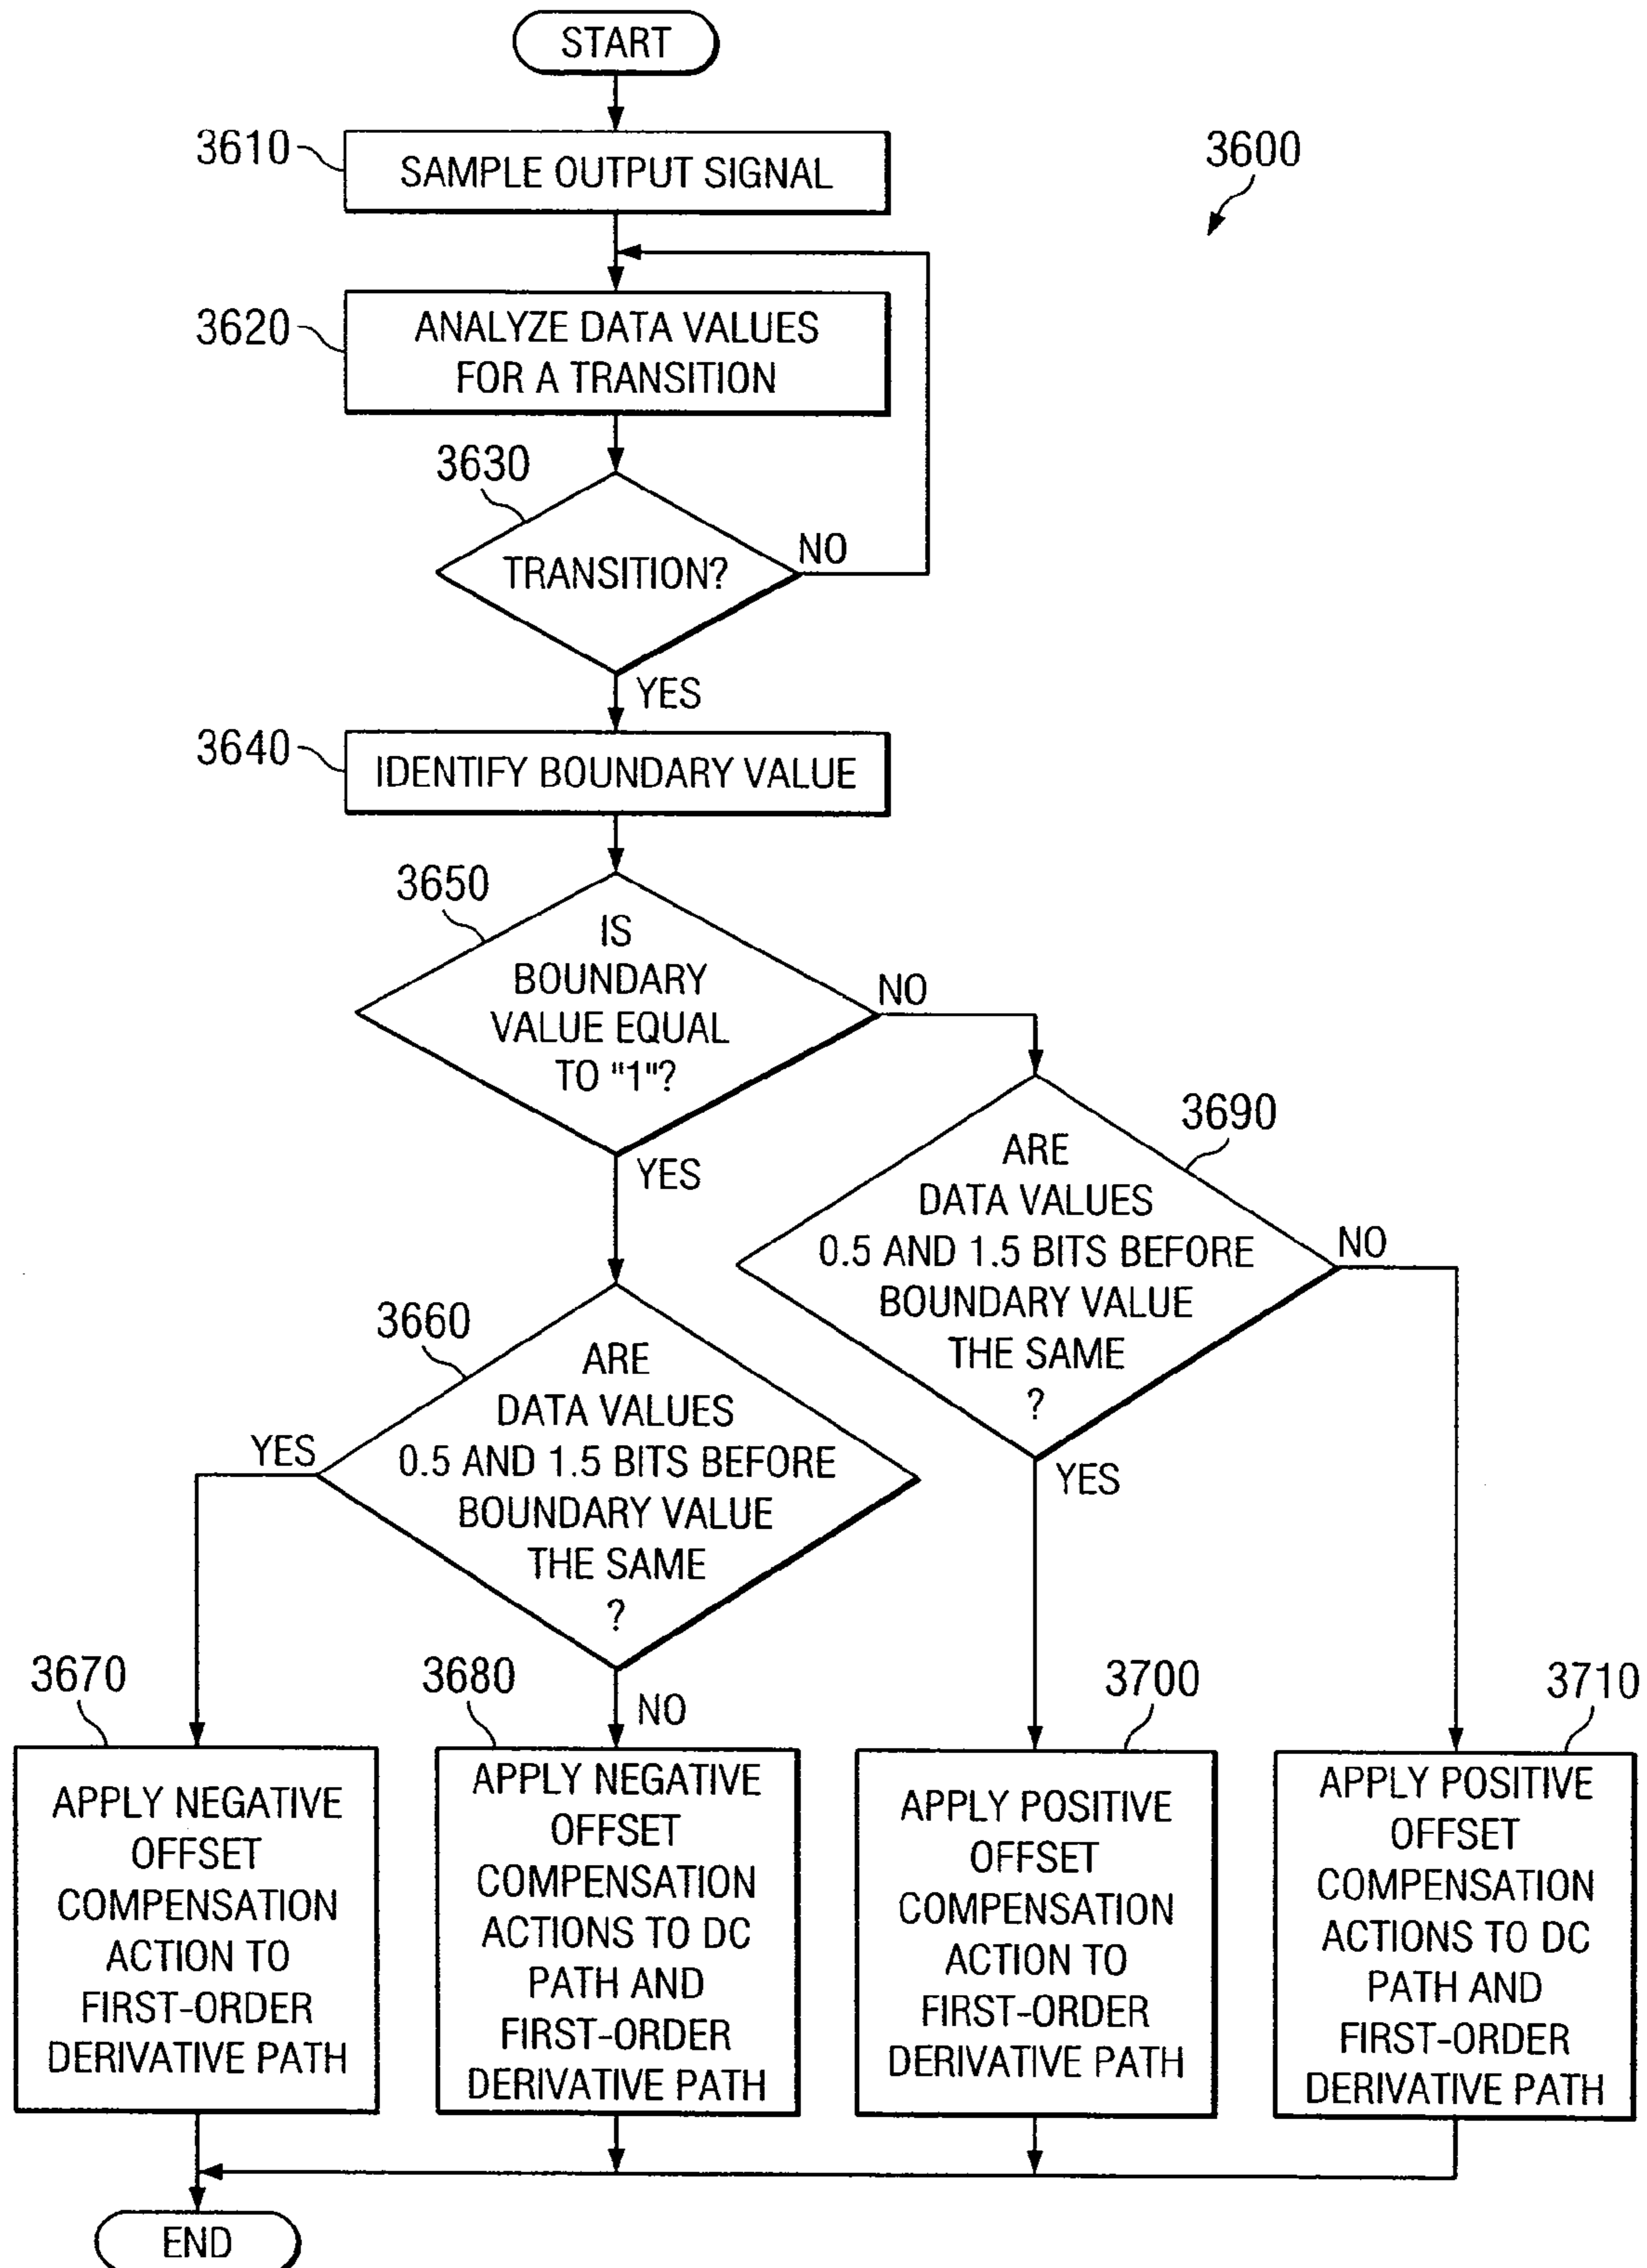 START
3610
SAMPLE OUTPUT SIGNAL
3600
3620
ANALYZE DATA VALUES
FOR A TRANSITION
3630
TRANSITION?
NO
YES
3640
IDENTIFY BOUNDARY VALUE
3650
IS
BOUNDARY
VALUE EQUAL
TO "1"?
NO
YES
3690
ARE
DATA VALUES
0.5 AND 1.5 BITS BEFORE
BOUNDARY VALUE
THE SAME
?
NO
YES
3660
ARE
DATA VALUES
0.5 AND 1.5 BITS BEFORE
BOUNDARY VALUE
THE SAME
?
YES
NO
3670
APPLY NEGATIVE
OFFSET
COMPENSATION
ACTION TO
FIRST-ORDER
DERIVATIVE PATH
3680
APPLY NEGATIVE
OFFSET
COMPENSATION
ACTIONS TO DC
PATH AND
FIRST-ORDER
DERIVATIVE PATH
3700
APPLY POSITIVE
OFFSET
COMPENSATION
ACTION TO
FIRST-ORDER
DERIVATIVE PATH
3710
APPLY POSITIVE
OFFSET
COMPENSATION
ACTIONS TO DC
PATH AND
FIRST-ORDER
DERIVATIVE PATH
END